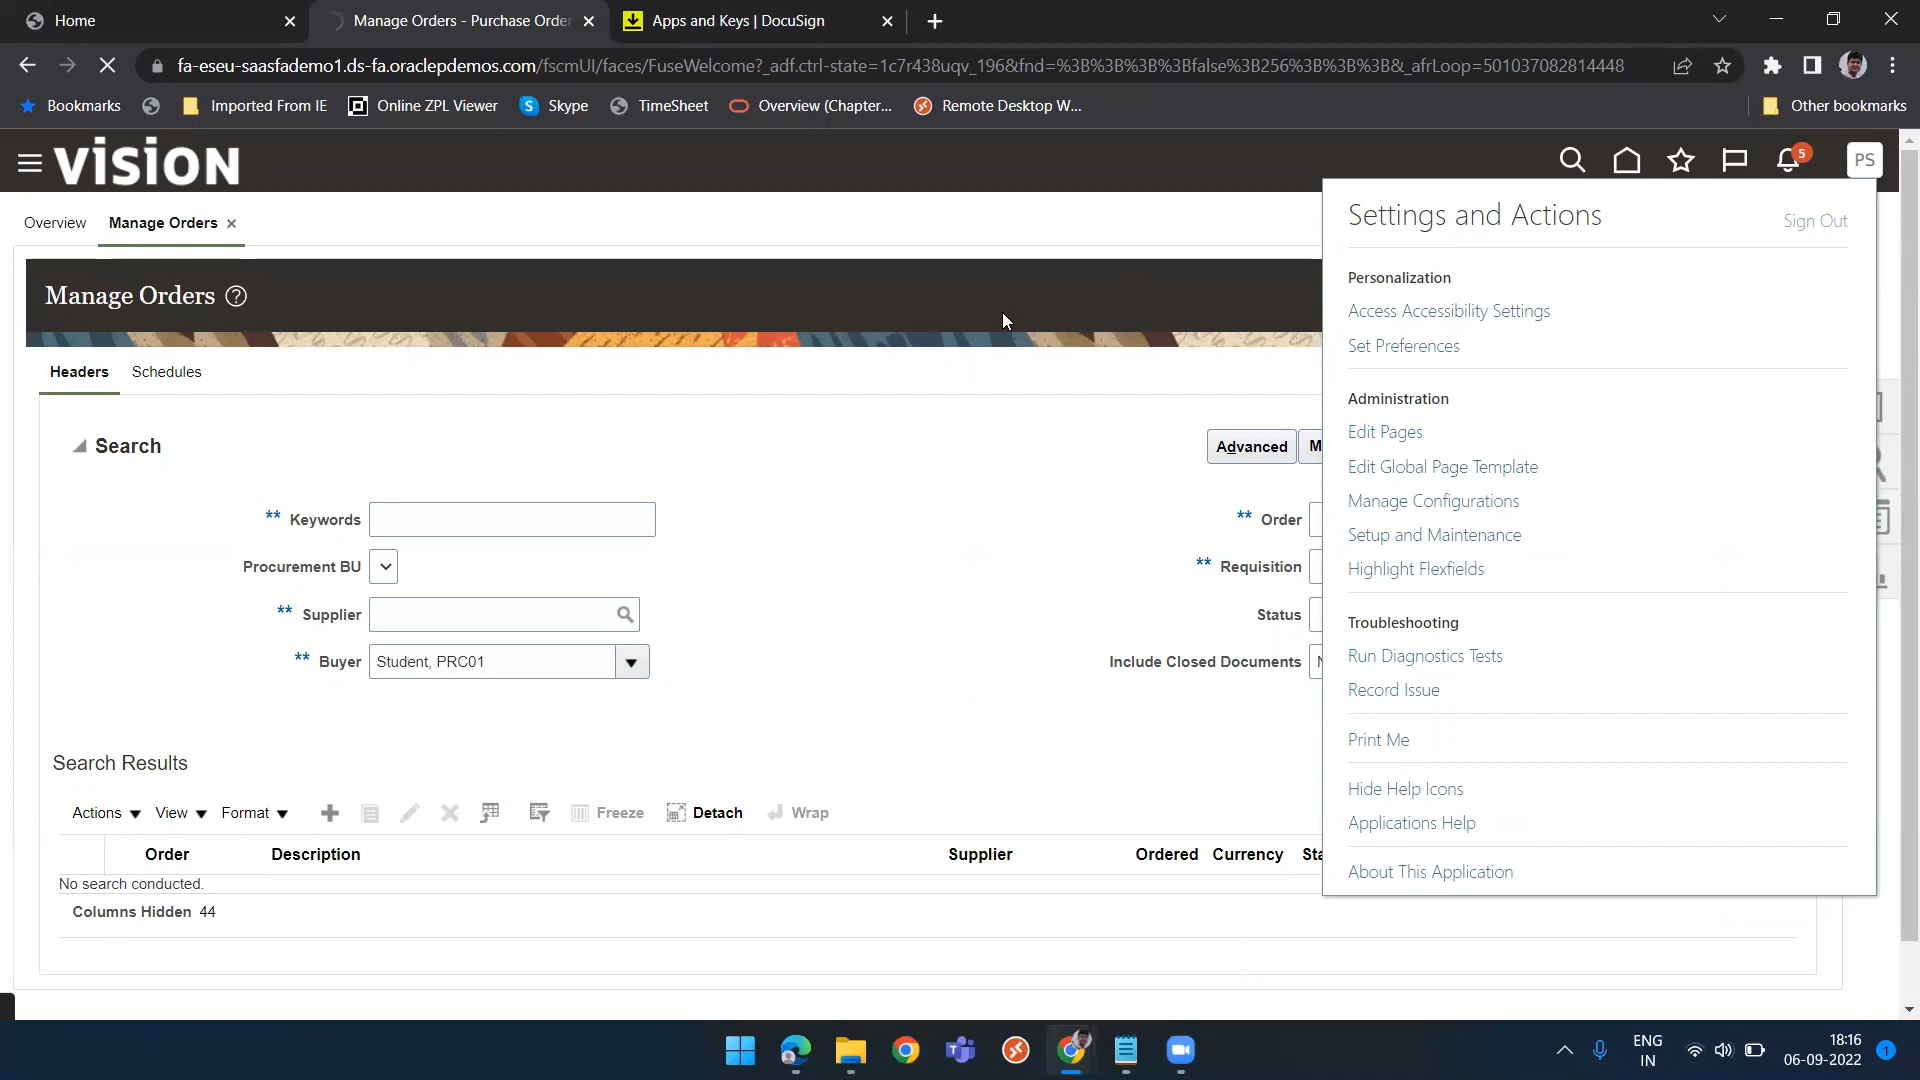 Home
Manage Orders - Purchase Order
Apps and Keys | DocuSign
fa-eseu-saasfademo1.ds-fa.oraclepdemos.com/fscmUI/faces/FuseWelcome?_adf.ctrl-state=1c7r438uqv_196&fnd=%3B%3B%3B%3Bfalse%3B256%3B%3B%3B&_afrLoop=501037082814448
Bookmarks Imported From IE Online ZPL Viewer Skype TimeSheet Overview (Chapter... Remote Desktop W... Other bookmarks
vision 5 PS
Overview Manage Orders
Settings and Actions Sign Out
Manage Orders ?
Personalization
Access Accessibility Settings
Set Preferences
Headers Schedules
Administration
Edit Pages
Search Advanced M
Edit Global Page Template
Manage Configurations
** Keywords ** Order
Setup and Maintenance
Procurement BU ** Requisition
Highlight Flexfields
** Supplier Status
Troubleshooting
** Buyer Student, PRC01 Include Closed Documents N
Run Diagnostics Tests
Record Issue
Print Me
Search Results
Hide Help Icons
Actions View Format Freeze Detach Wrap
Applications Help
Order Description Supplier Ordered Currency Sta
About This Application
No search conducted.
Columns Hidden 44
ENG
IN
18:16
06-09-2022
1